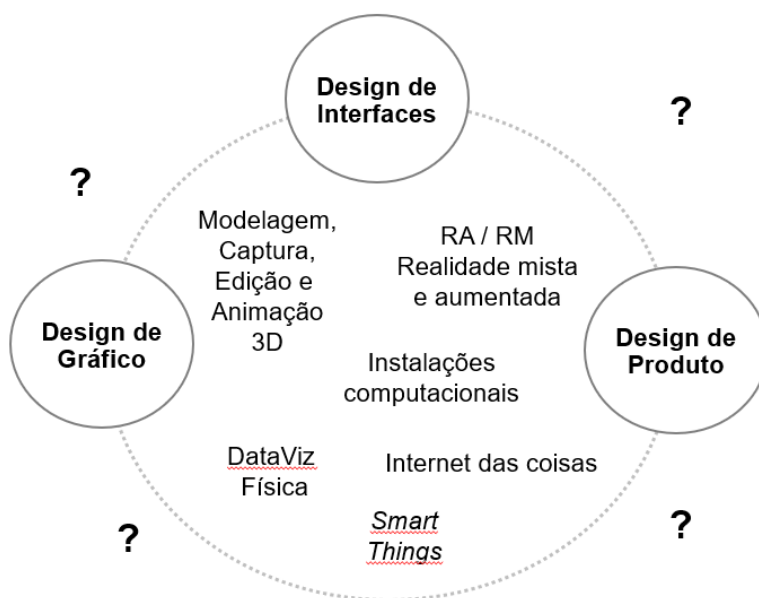 Design de
Interfaces
?
?
Modelagem,
Captura,
Edição e
Animação
3D
RA / RM
Realidade mista
e aumentada
Design de
Gráfico
Design de
Produto
Instalações
computacionais
DataViz
Física
Internet das coisas
Smart
Things
?
?